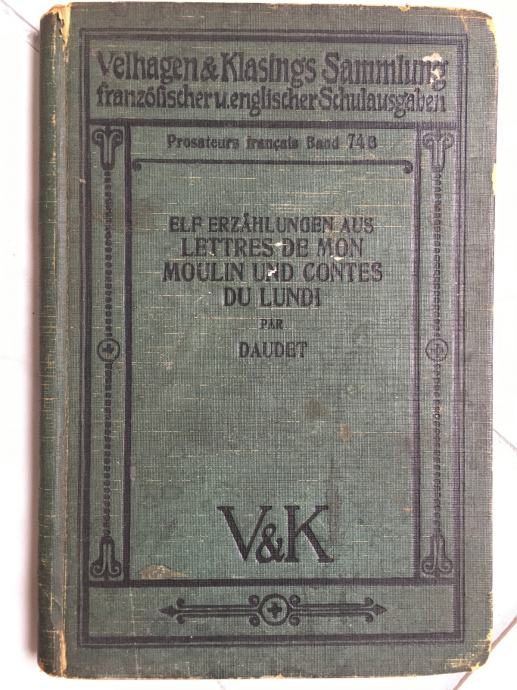 Velhagen & Klasings Sammlung
französischer u. englischer Schulausgaben
Prosateurs français Band 74B
ELF ERZÄHLUNGEN AUS
LETTRES DE MON
MOULIN UND CONTES
DU LUNDI
PAR
DAUDET
V&K